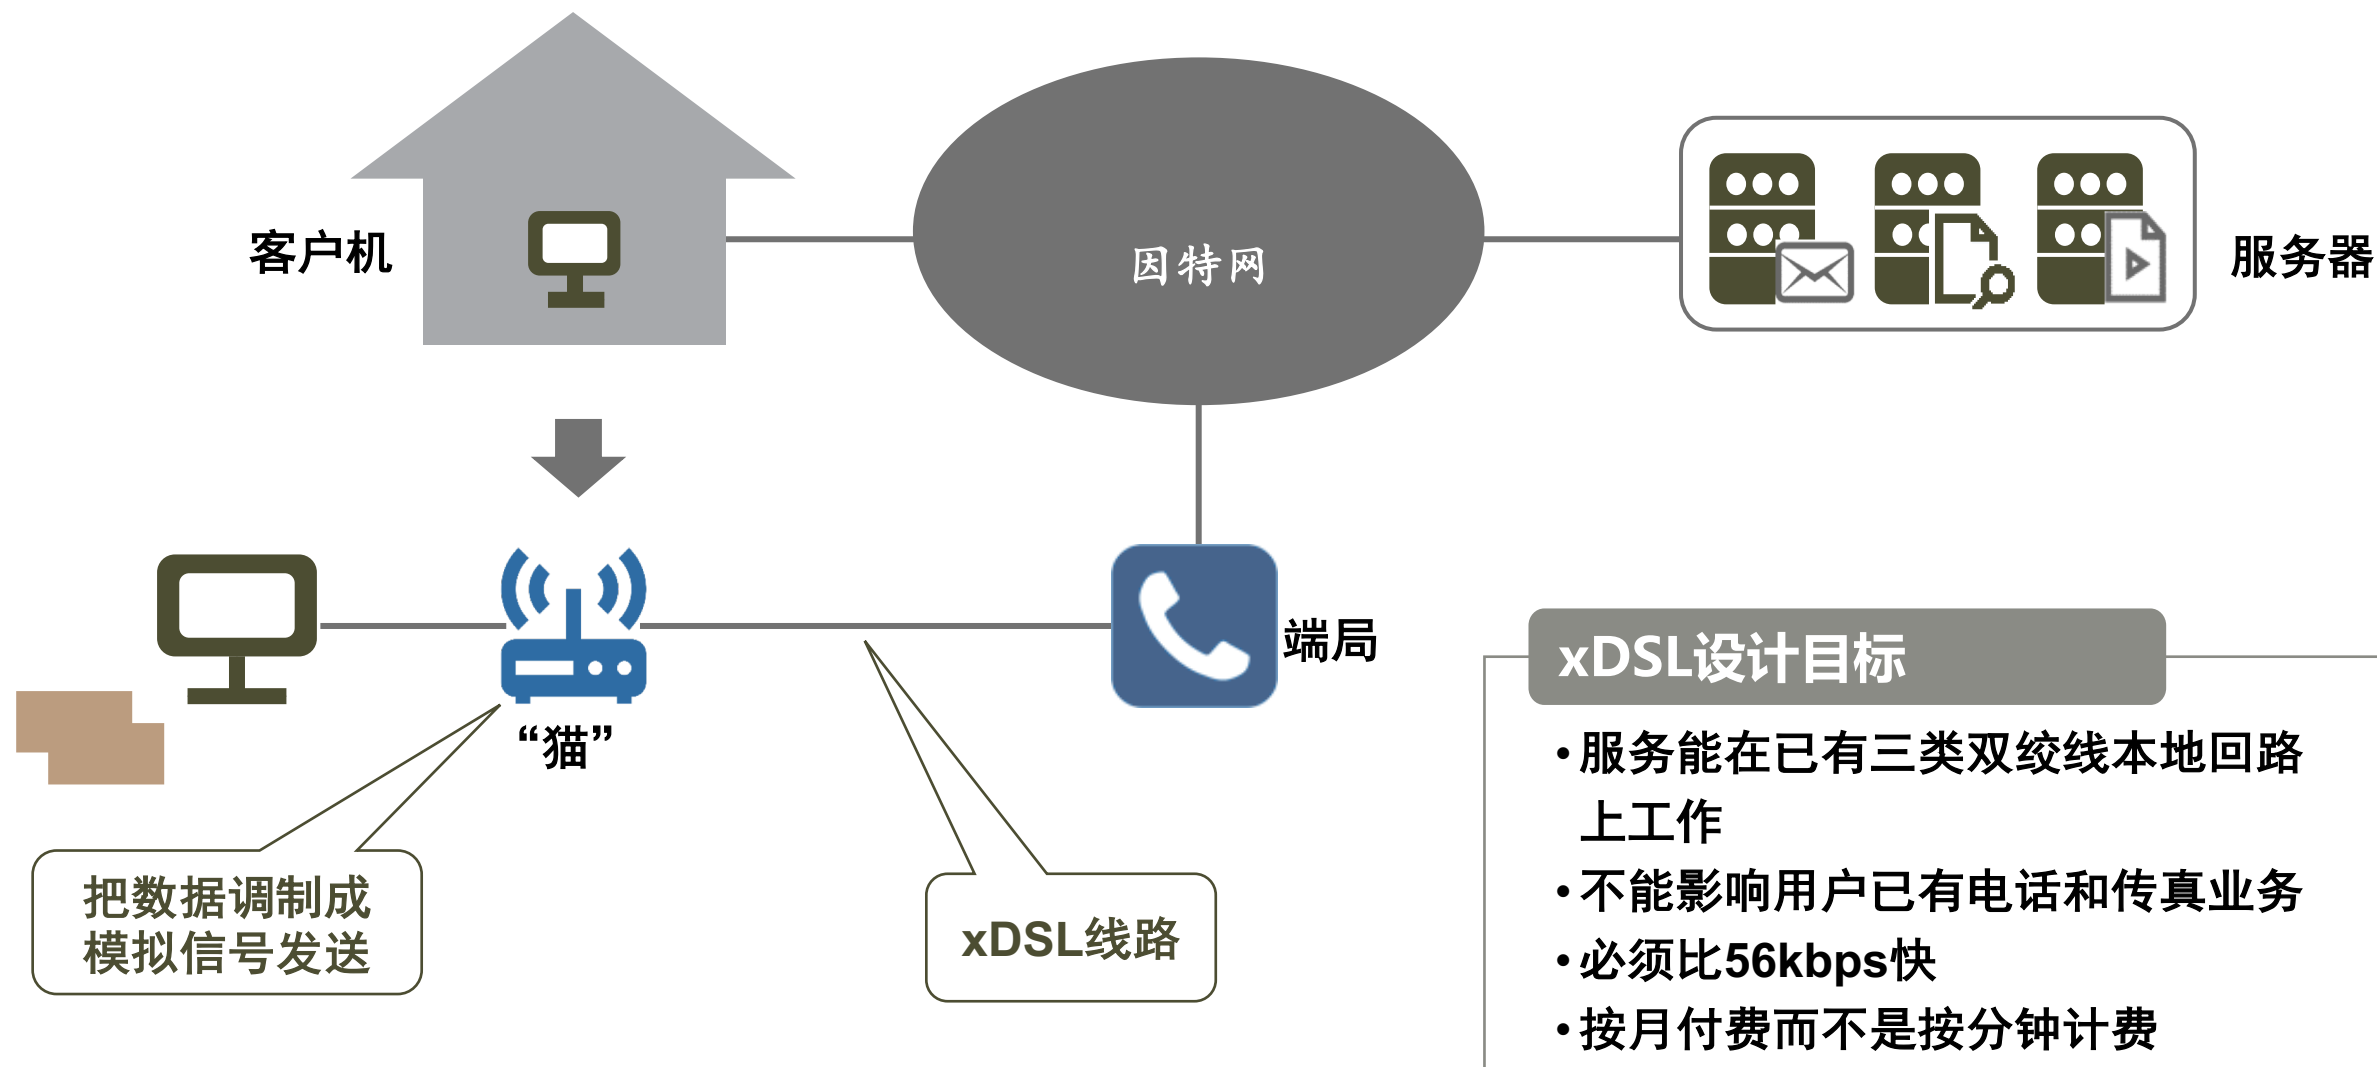 客户机
因特网
服务器
端局
“猫”
把数据调制成
模拟信号发送
xDSL线路
xDSL设计目标
•服务能在已有三类双绞线本地回路
上工作
•不能影响用户已有电话和传真业务
•必须比56kbps快
•按月付费而不是按分钟计费